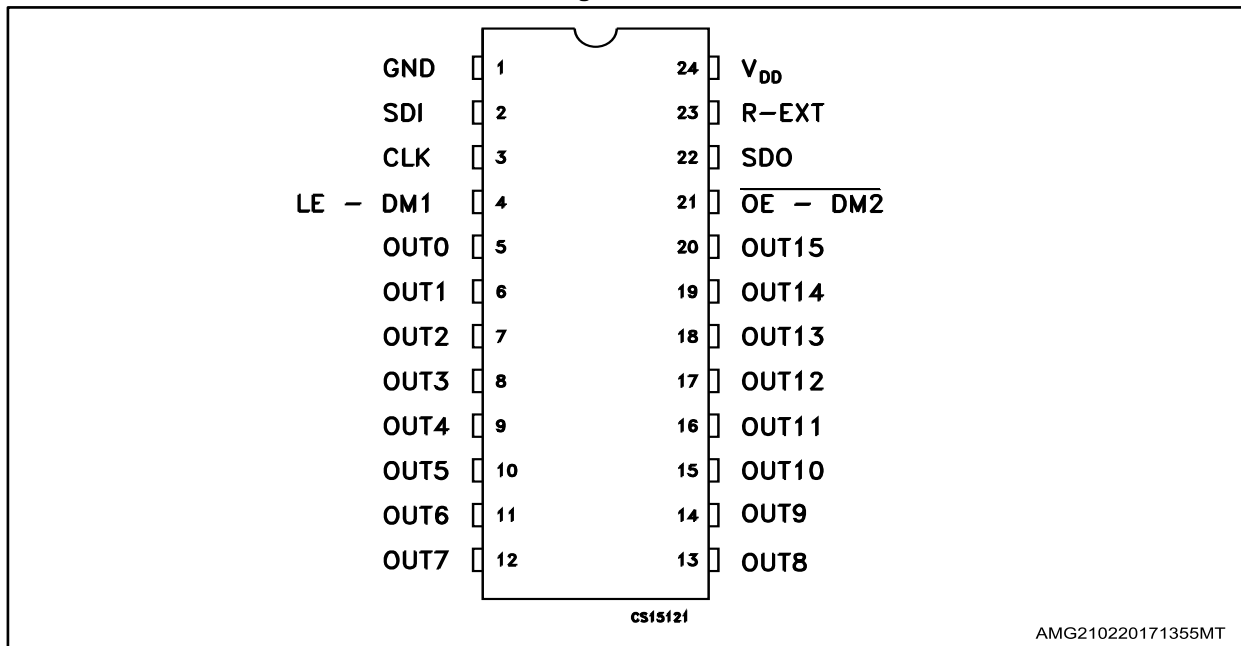 GND 1 24 VDD
SDI 2 23 R-EXT
CLK 3 22 SDO
LE - DM1 4 21 OE - DM2
OUT0 5 20 OUT15
OUT1 6 19 OUT14
OUT2 7 18 OUT13
OUT3 8 17 OUT12
OUT4 9 16 OUT11
OUT5 10 15 OUT10
OUT6 11 14 OUT9
OUT7 12 13 OUT8
CS15121
AMG210220171355MT